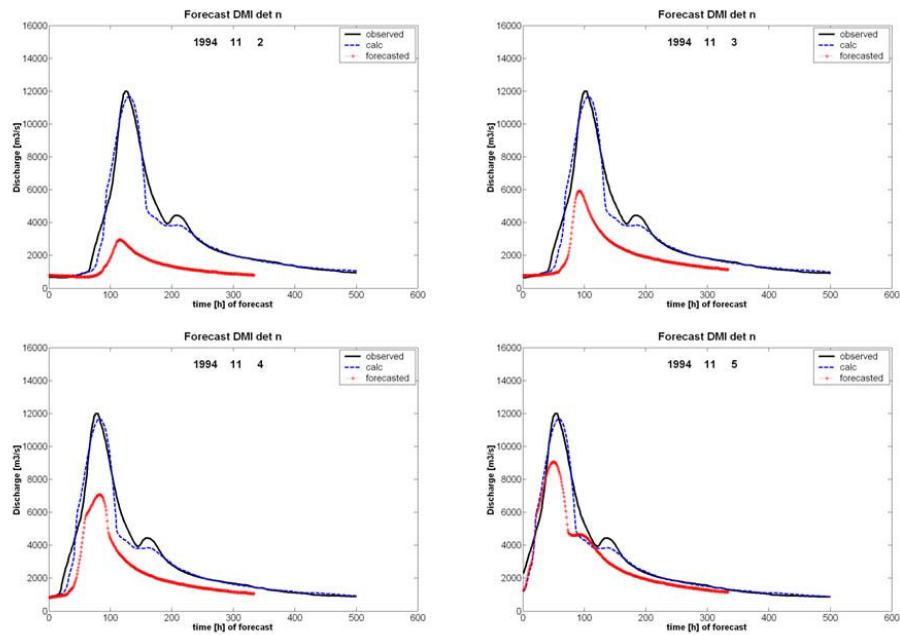 Forecast DMI det n
1994 11 2
observed
calc
forecasted
Discharge [m3/s]
16000
14000
12000
10000
8000
6000
4000
2000
0
0 100 200 300 400 500 600
time [h] of forecast
Forecast DMI det n
1994 11 3
observed
calc
forecasted
Discharge [m3/s]
16000
14000
12000
10000
8000
6000
4000
2000
0
0 100 200 300 400 500 600
time [h] of forecast
Forecast DMI det n
1994 11 4
observed
calc
forecasted
Discharge [m3/s]
16000
14000
12000
10000
8000
6000
4000
2000
0
0 100 200 300 400 500 600
time [h] of forecast
Forecast DMI det n
1994 11 5
observed
calc
forecasted
Discharge [m3/s]
16000
14000
12000
10000
8000
6000
4000
2000
0
0 100 200 300 400 500 600
time [h] of forecast